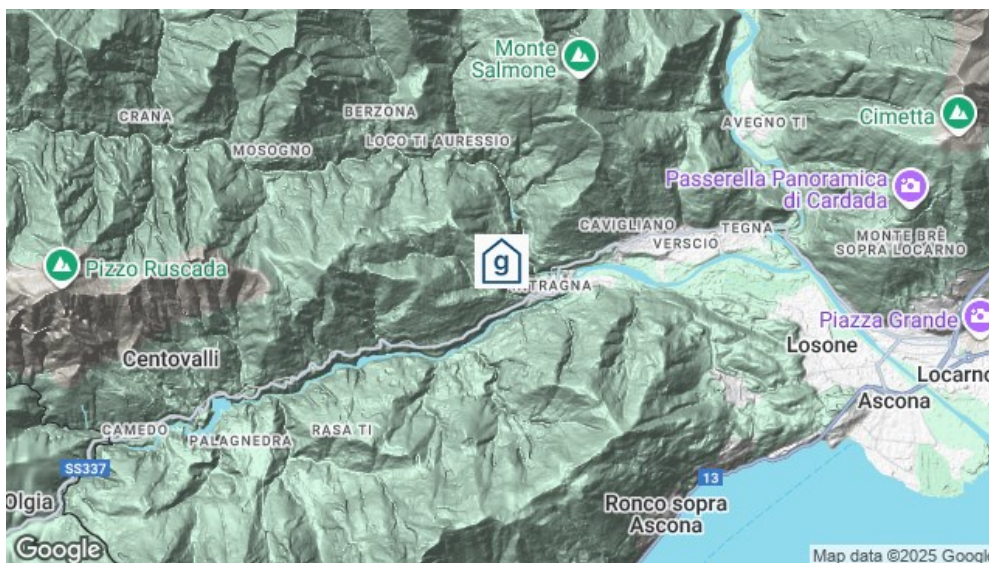 Monte
Salmone
CRANA
BERZONA
LOCO TI AURESSIO
MOSOGNO
AVEGNO TI
Cimetta
Passerella Panoramica
di Cardada
CAVIGLIANO
TEGNA
VERSCIO
MONTE BRÈ
SOPRA LOCARNO
Pizzo Ruscada
g
NTRAGNA
Piazza Grande
Centovalli
Losone
Locarno
Ascona
CAMEDO
PALAGNEDRA
RASA TI
SS337
13
Olgia
Ronco sopra
Ascona
Google
Map data ©2025 Google